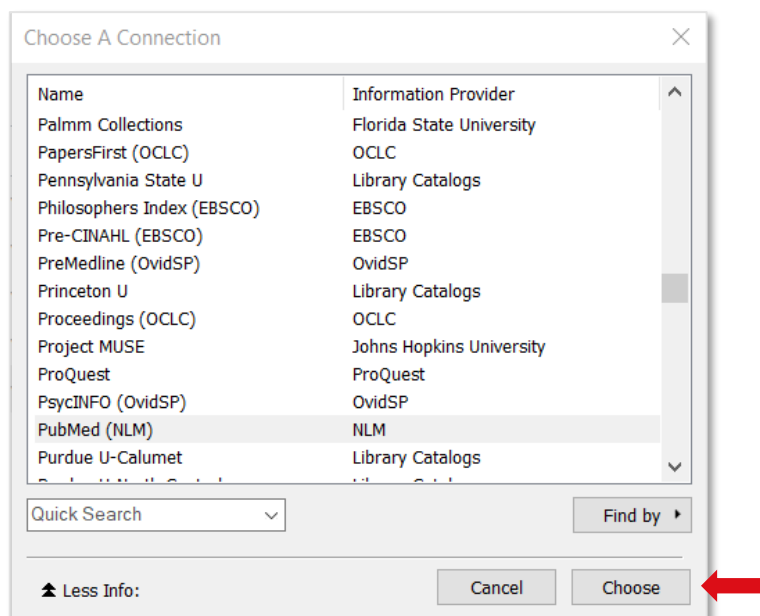 Choose A Connection
Name Information Provider
Palmm Collections Florida State University
PapersFirst (OCLC) OCLC
Pennsylvania State U Library Catalogs
Philosophers Index (EBSCO) EBSCO
Pre-CINAHL (EBSCO) EBSCO
PreMedline (OvidSP) OvidSP
Princeton U Library Catalogs
Proceedings (OCLC) OCLC
Project MUSE Johns Hopkins University
ProQuest ProQuest
PsycINFO (OvidSP) OvidSP
PubMed (NLM) NLM
Purdue U-Calumet Library Catalogs
Quick Search Find by
Less Info: Cancel Choose